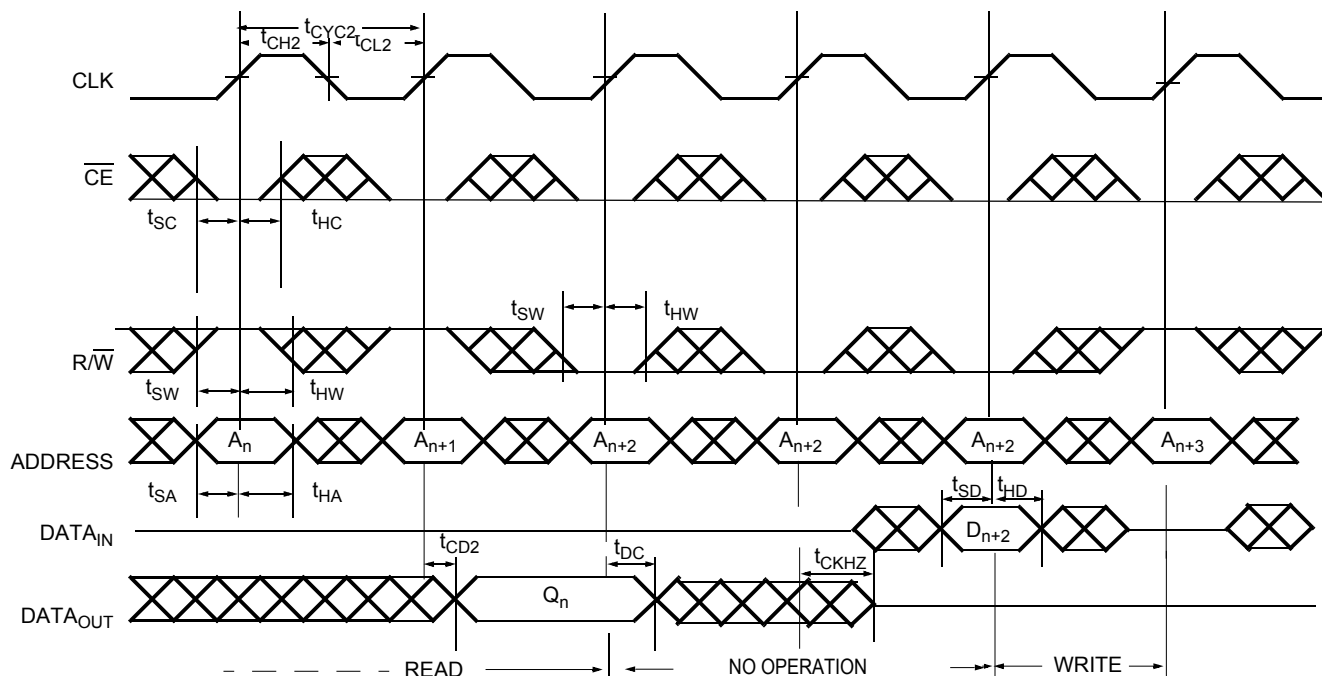 tCYC2
tCH2 tCL2
CLK
CE
tSC tHC
tSW tHW
R/W
tSW tHW
An An+1 An+2 An+2 An+2 An+3
ADDRESS
tSA tHA tSD tHD
DATAIN Dn+2
tCD2 tDC tCKHZ
Qn
DATAOUT
READ NO OPERATION WRITE